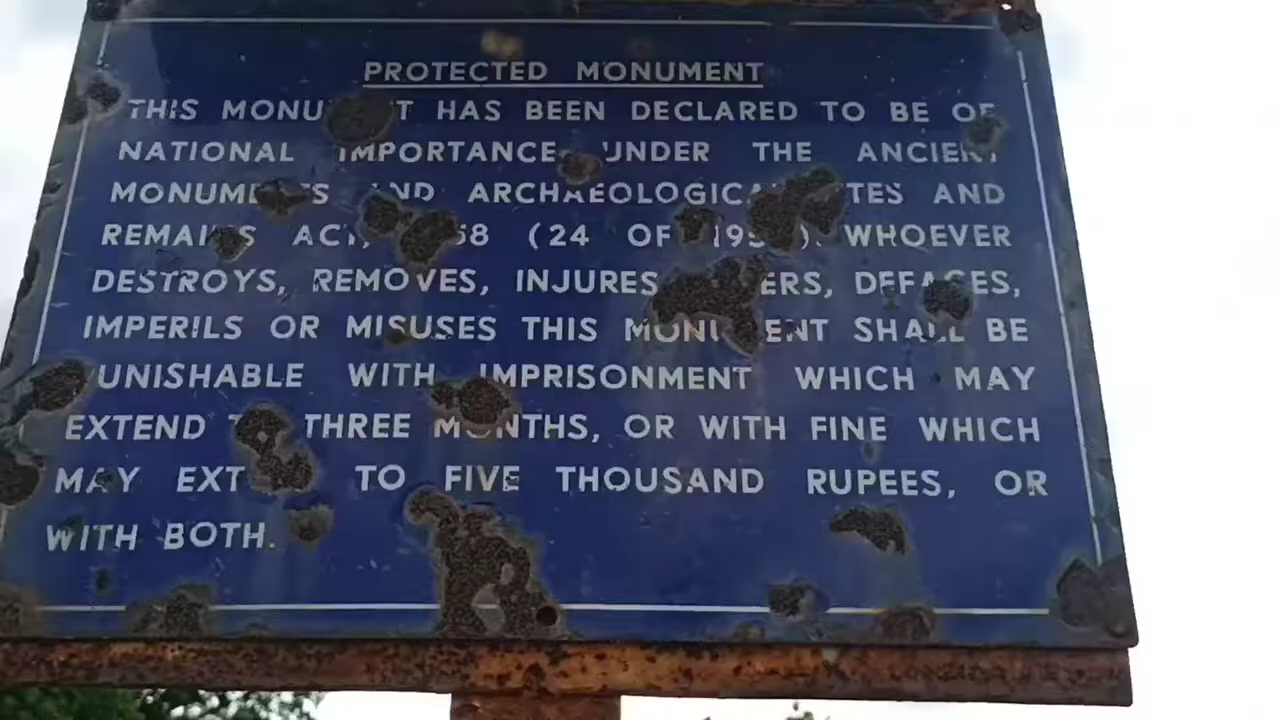 PROTECTED MONUMENT
THIS MONUMENT HAS BEEN DECLARED TO BE OF
NATIONAL IMPORTANCE UNDER THE ANCIENT
MONUMENTS AND ARCHAEOLOGICAL SITES AND
REMAINS ACT, 1958 (24 OF 1958). WHOEVER
DESTROYS, REMOVES, INJURES, ALTERS, DEFACES,
IMPERILS OR MISUSES THIS MONUMENT SHALL BE
PUNISHABLE WITH IMPRISONMENT WHICH MAY
EXTEND TO THREE MONTHS, OR WITH FINE WHICH
MAY EXTEND TO FIVE THOUSAND RUPEES, OR
WITH BOTH.